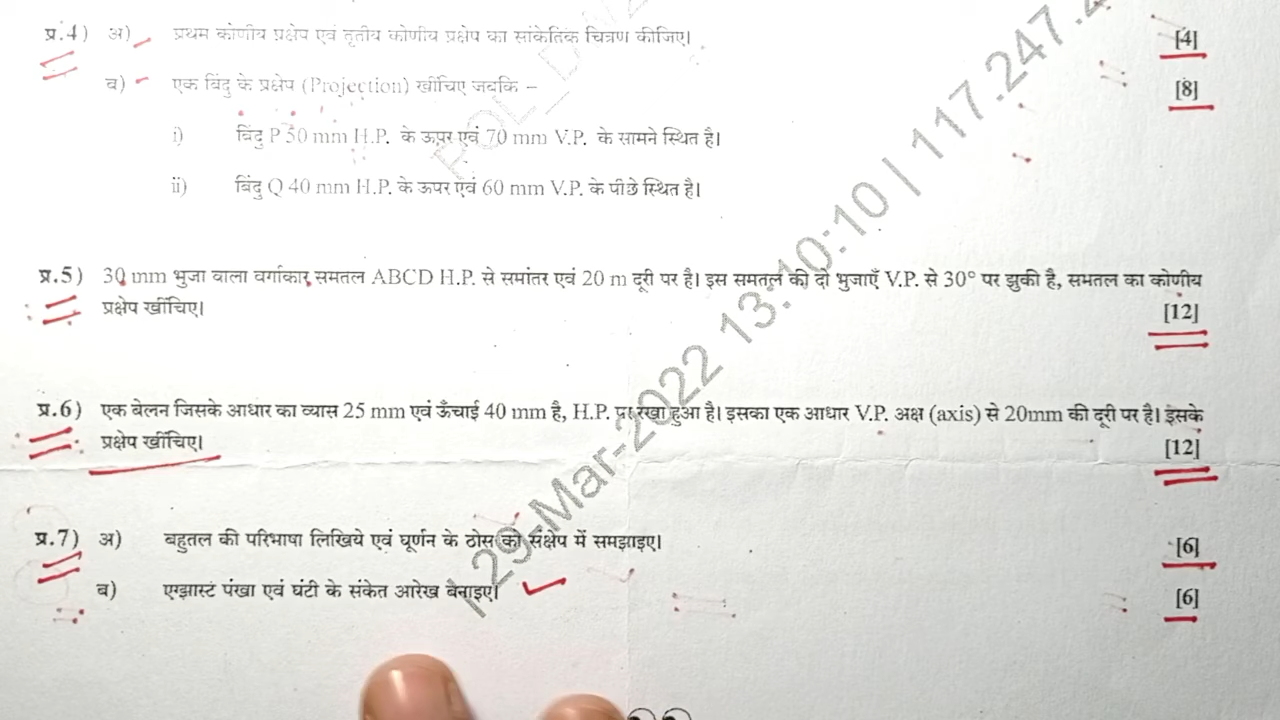 प्र.4) अ) प्रथम कोणीय प्रक्षेप एवं तृतीय कोणीय प्रक्षेप का सांकेतिक चित्रण कीजिए। [4]
ब) एक बिंदु के प्रक्षेप (Projection) खींचिए जबकि – [8]
i) बिंदु P 50 mm H.P. के ऊपर एवं 70 mm V.P. के सामने स्थित है।
ii) बिंदु Q 40 mm H.P. के ऊपर एवं 60 mm V.P. के पीछे स्थित है।
प्र.5) 30 mm भुजा वाला वर्गाकार समतल ABCD H.P. से समांतर एवं 20 m दूरी पर है। इस समतल की दो भुजाएँ V.P. से 30° पर झुकी है, समतल का कोणीय
प्रक्षेप खींचिए। [12]
प्र.6) एक बेलन जिसके आधार का व्यास 25 mm एवं ऊँचाई 40 mm है, H.P. पर रखा हुआ है। इसका एक आधार V.P. अक्ष (axis) से 20mm की दूरी पर है। इसके
प्रक्षेप खींचिए। [12]
प्र.7) अ) बहुतल की परिभाषा लिखिये एवं घूर्णन के ठोस को संक्षेप में समझाइए। [6]
ब) एग्झास्ट पंखा एवं घंटी के संकेत आरेख बनाइए। [6]
29-Mar-2022 13:10:10 | 117.247.